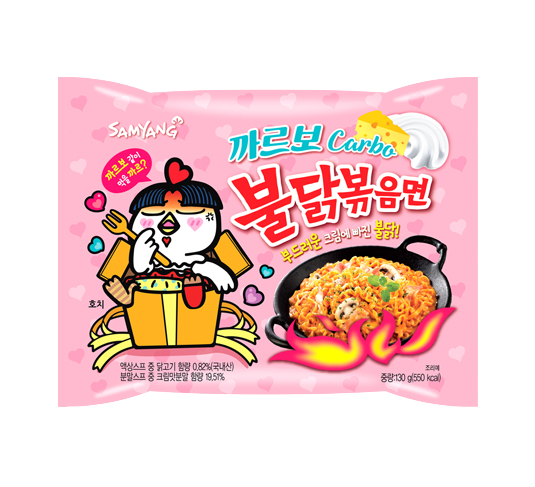 SAMYANG
까르보 Carbo
까르보 같이
먹을까르?
불닭볶음면
부드러운 크림에 빠진 불닭!
호치
액상스프 중 닭고기 함량 0.82%(국내산)
분말스프 중 크림맛분말 함량 19.51%
조리예
중량:130 g(550 kcal)